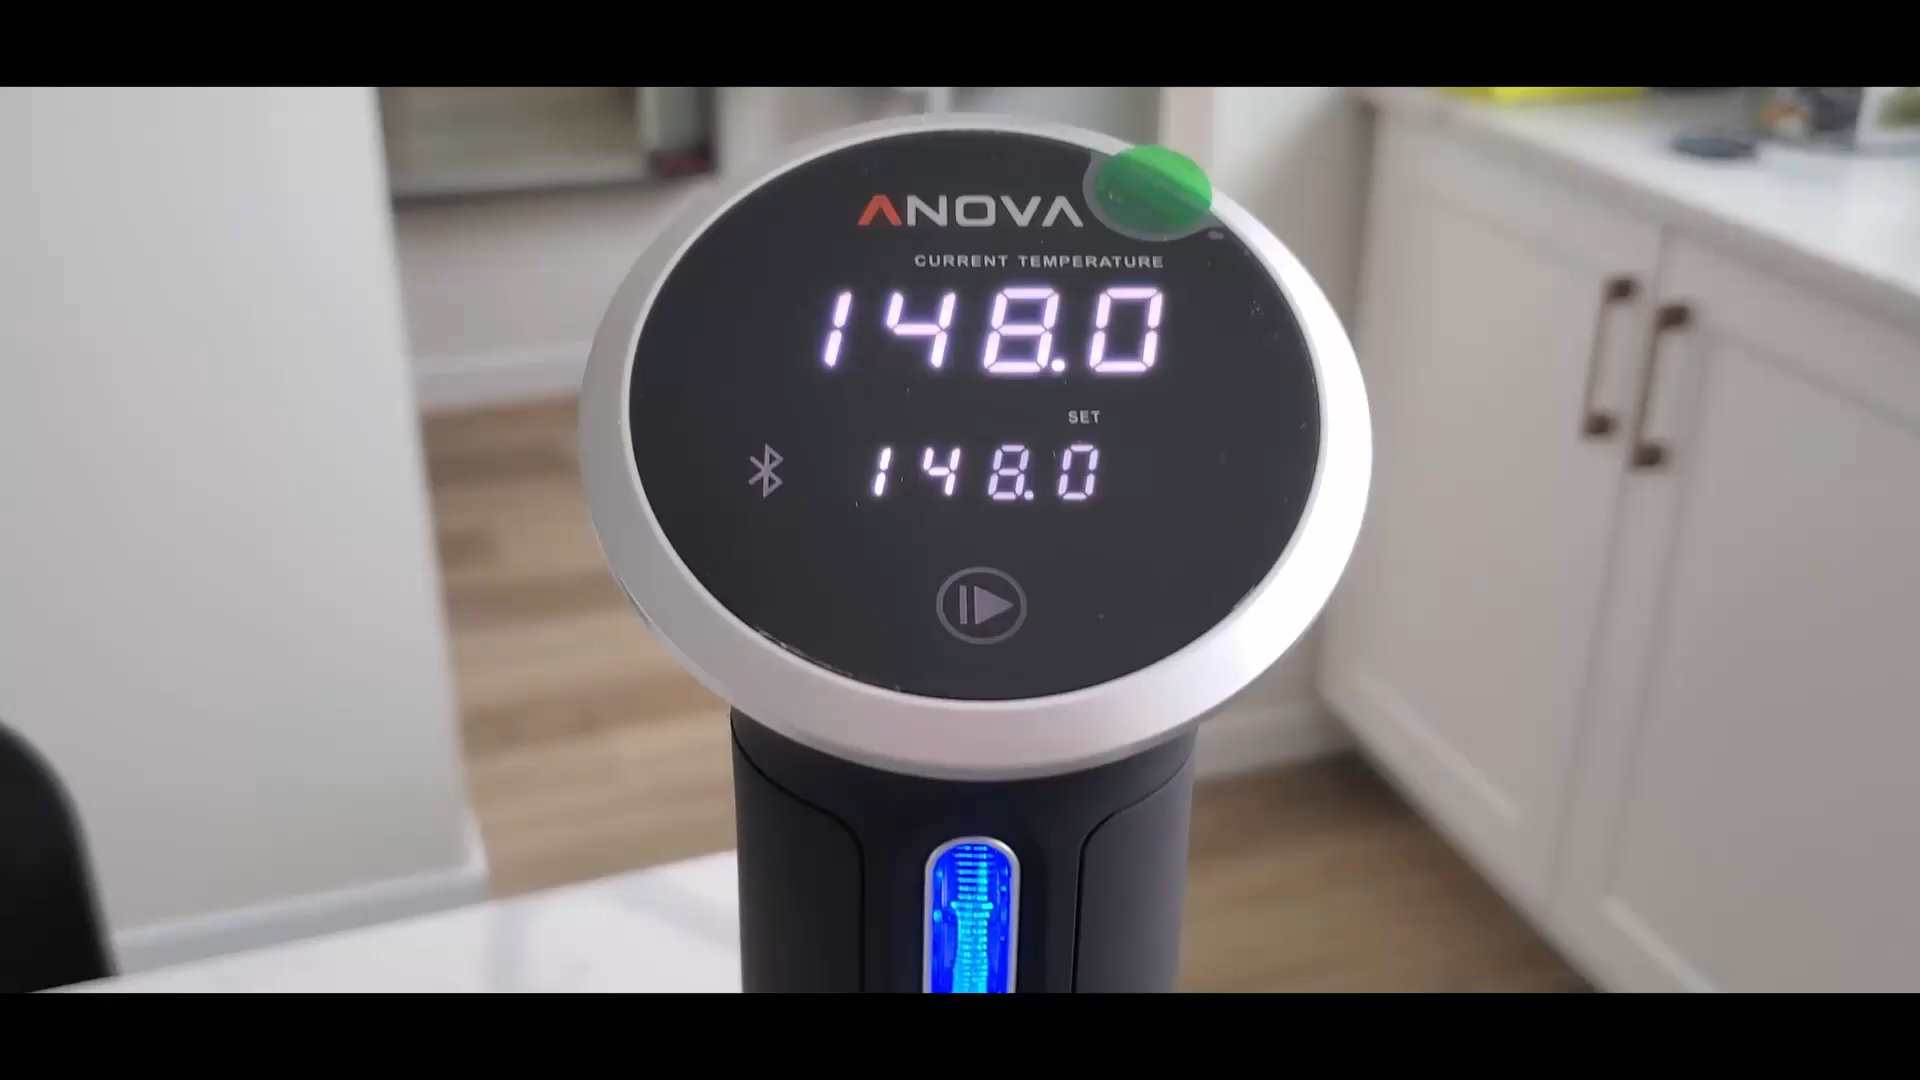 ANOVA
CURRENT TEMPERATURE
148.0
SET
148.0